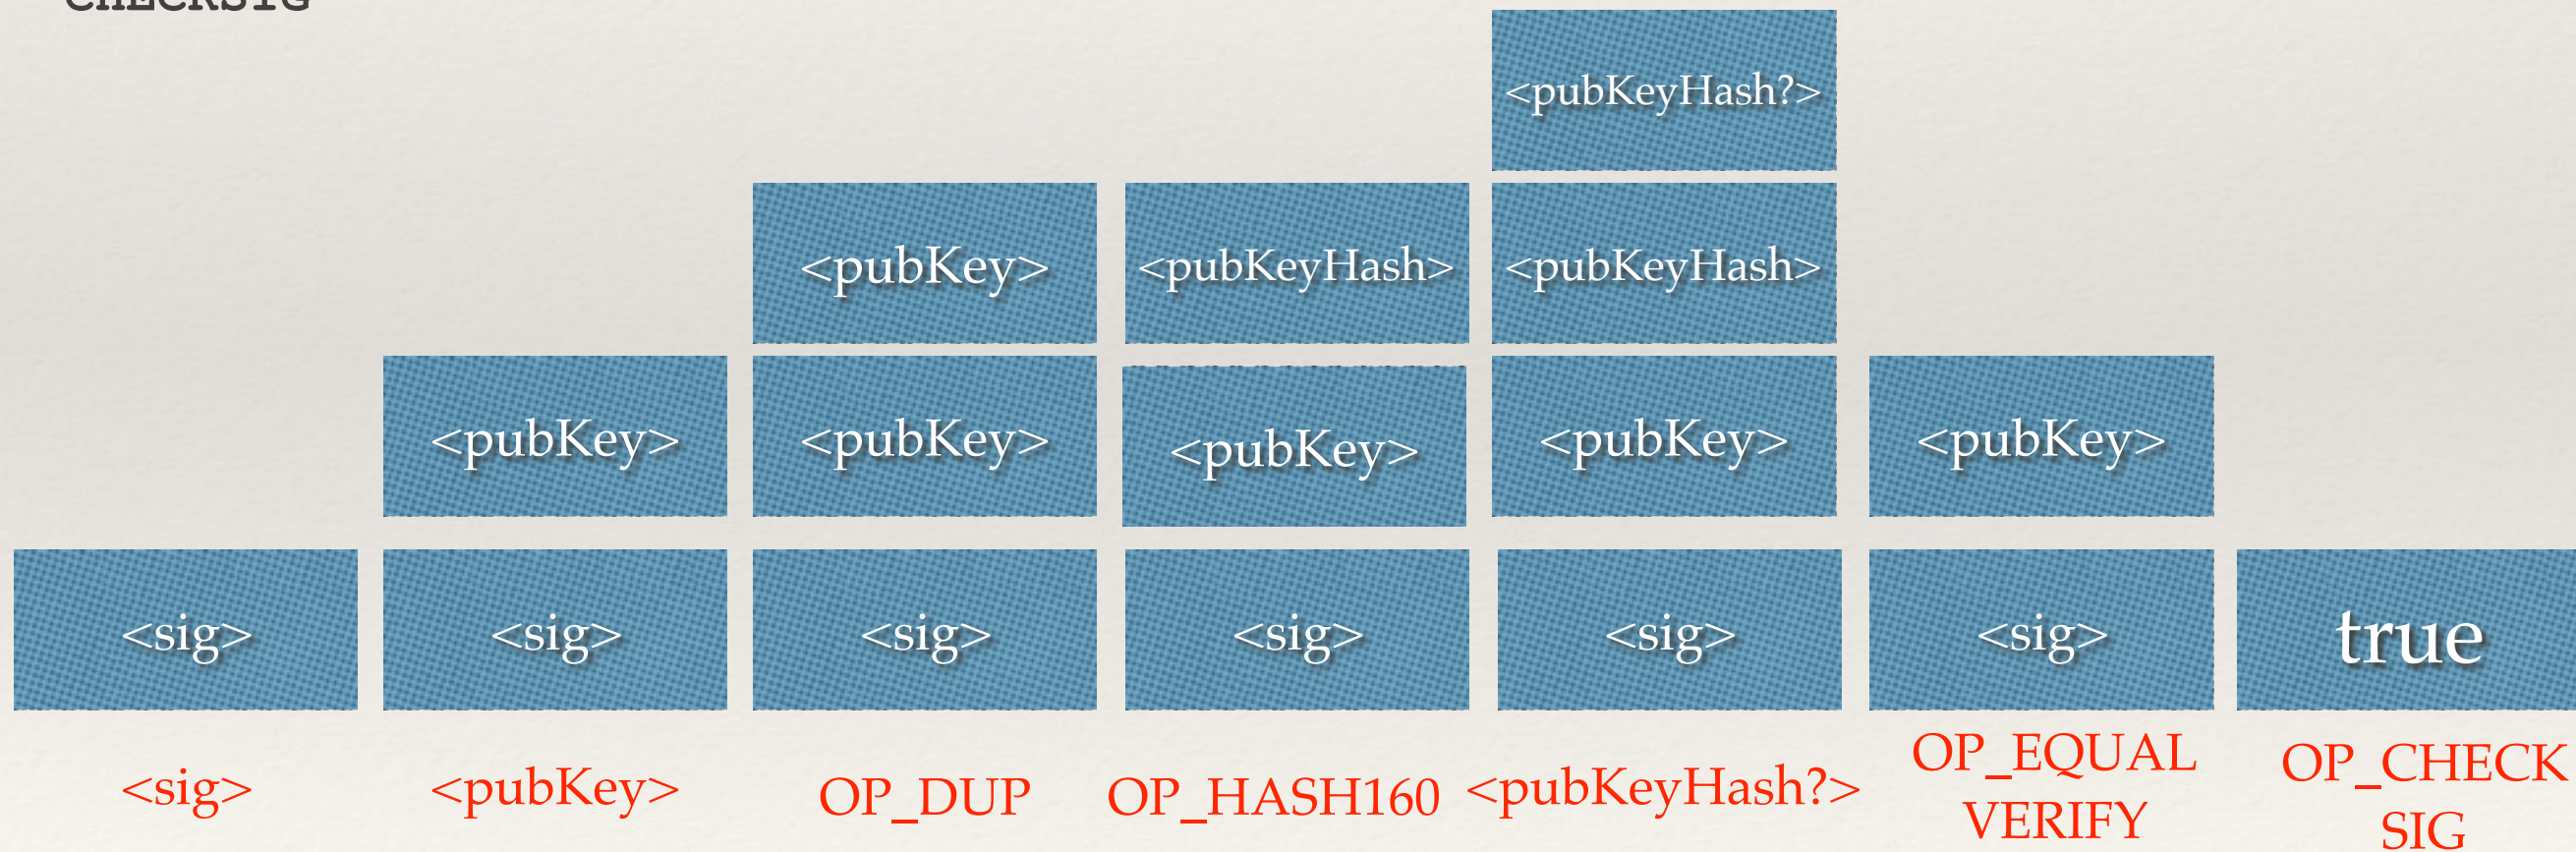 CHECKSIG
<pubKeyHash?>
<pubKey> <pubKeyHash> <pubKeyHash>
<pubKey> <pubKey> <pubKey> <pubKey> <pubKey>
<sig> <sig> <sig> <sig> <sig> <sig> true
<sig> <pubKey> OP_DUP OP_HASH160 <pubKeyHash?> OP_EQUAL OP_CHECK
VERIFY SIG